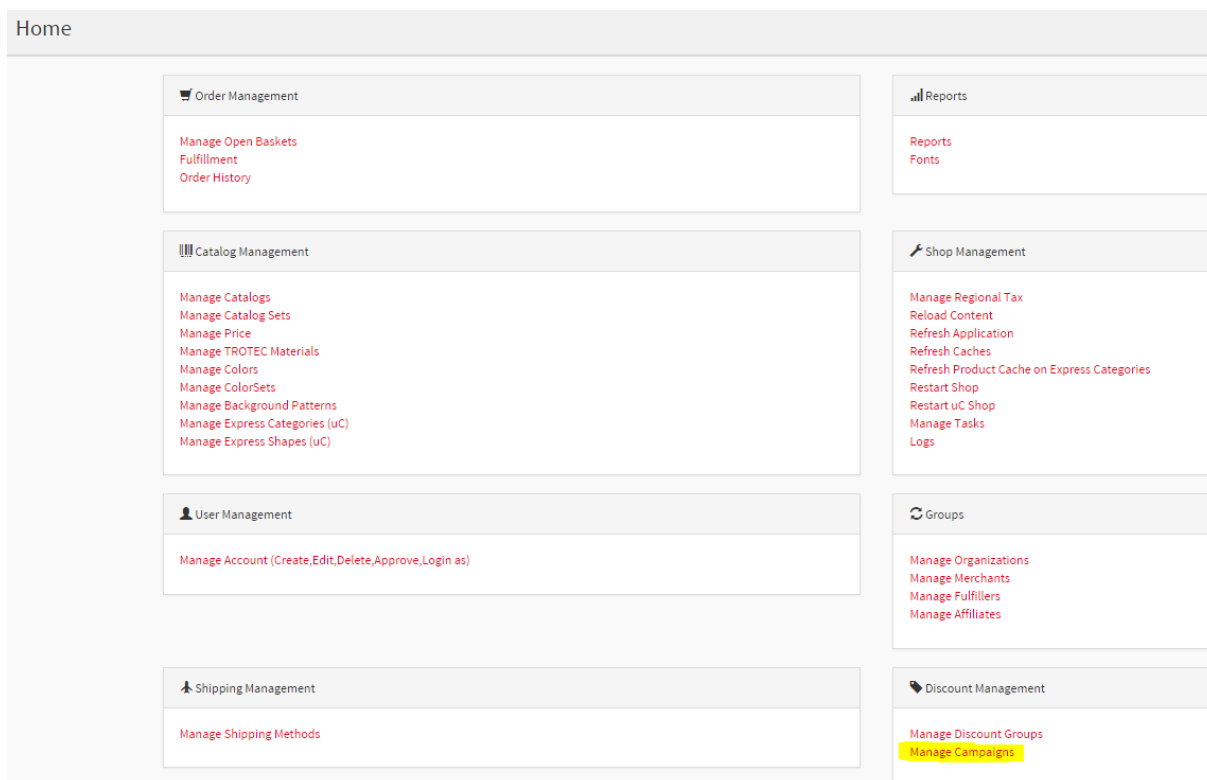 Home
Order Management
Manage Open Baskets
Fulfillment
Order History
Reports
Reports
Fonts
Catalog Management
Manage Catalogs
Manage Catalog Sets
Manage Price
Manage TROTEC Materials
Manage Colors
Manage ColorSets
Manage Background Patterns
Manage Express Categories (uC)
Manage Express Shapes (uC)
Shop Management
Manage Regional Tax
Reload Content
Refresh Application
Refresh Caches
Refresh Product Cache on Express Categories
Restart Shop
Restart uC Shop
Manage Tasks
Logs
User Management
Manage Account (Create,Edit,Delete,Approve,Login as)
Groups
Manage Organizations
Manage Merchants
Manage Fulfillers
Manage Affiliates
Shipping Management
Manage Shipping Methods
Discount Management
Manage Discount Groups
Manage Campaigns